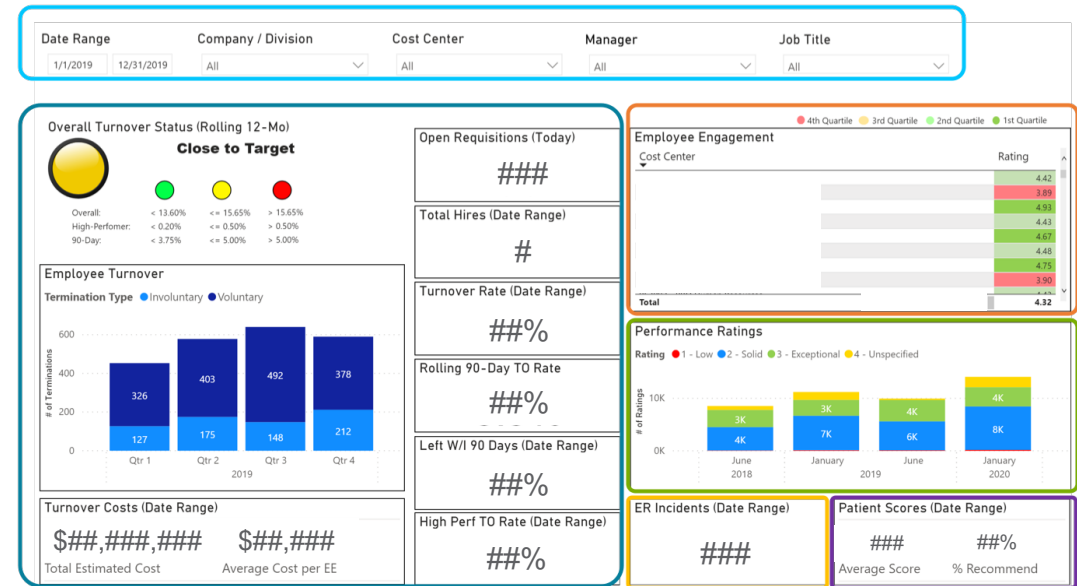 Date Range
Company / Division
Cost Center
Manager
Job Title
1/1/2019
12/31/2019
All
All
All
All
Overall Turnover Status (Rolling 12-Mo)
Close to Target
Overall: < 13.60% <= 15.65% > 15.65%
High-Perfomer: < 0.20% <= 0.50% > 0.50%
90-Day: < 3.75% <= 5.00% > 5.00%
Employee Turnover
Termination Type Involuntary Voluntary
# of Terminations
600
400
200
0
326
403
492
378
127
175
148
212
Qtr 1
Qtr 2
Qtr 3
Qtr 4
2019
Turnover Costs (Date Range)
$##,###,### $##,###
Total Estimated Cost Average Cost per EE
Open Requisitions (Today)
###
Total Hires (Date Range)
#
Turnover Rate (Date Range)
##%
Rolling 90-Day TO Rate
##%
Left W/I 90 Days (Date Range)
##%
High Perf TO Rate (Date Range)
##%
4th Quartile 3rd Quartile 2nd Quartile 1st Quartile
Employee Engagement
Cost Center Rating
4.42
3.89
4.93
4.43
4.67
4.48
4.75
3.90
Total 4.32
Performance Ratings
Rating 1 - Low 2 - Solid 3 - Exceptional 4 - Unspecified
# of Ratings
10K
0K
3K
3K
4K
4K
4K
7K
6K
8K
June
January
June
January
2018
2019
2020
ER Incidents (Date Range)
###
Patient Scores (Date Range)
### ##%
Average Score % Recommend